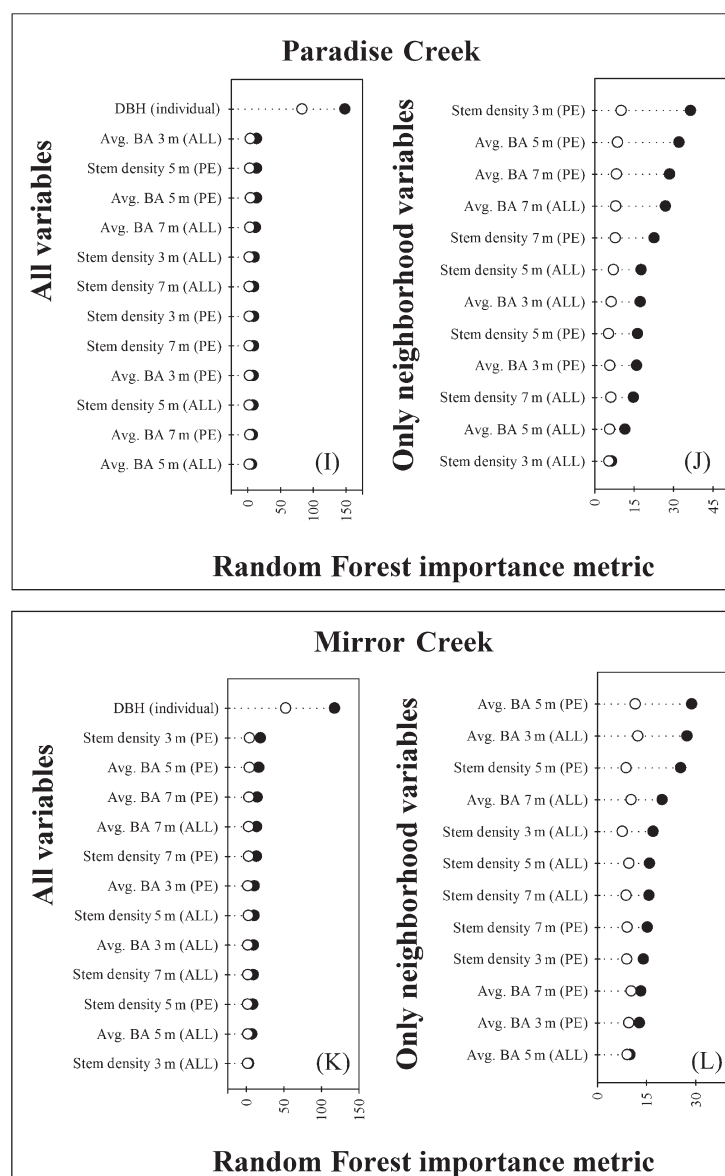 Paradise Creek
All variables
DBH (individual)
Avg. BA 3 m (ALL)
Stem density 5 m (PE)
Avg. BA 5 m (PE)
Avg. BA 7 m (ALL)
Stem density 3 m (ALL)
Stem density 7 m (ALL)
Stem density 3 m (PE)
Stem density 7 m (PE)
Avg. BA 3 m (PE)
Stem density 5 m (ALL)
Avg. BA 7 m (PE)
Avg. BA 5 m (ALL)
(I)
0 50 100 150
Only neighborhood variables
Stem density 3 m (PE)
Avg. BA 5 m (PE)
Avg. BA 7 m (PE)
Avg. BA 7 m (ALL)
Stem density 7 m (PE)
Stem density 5 m (ALL)
Avg. BA 3 m (ALL)
Stem density 5 m (PE)
Avg. BA 3 m (PE)
Stem density 7 m (ALL)
Avg. BA 5 m (ALL)
Stem density 3 m (ALL)
(J)
0 15 30 45
Random Forest importance metric
Mirror Creek
All variables
DBH (individual)
Stem density 3 m (PE)
Avg. BA 5 m (PE)
Avg. BA 7 m (PE)
Avg. BA 7 m (ALL)
Stem density 7 m (PE)
Avg. BA 3 m (PE)
Stem density 5 m (ALL)
Avg. BA 3 m (ALL)
Stem density 7 m (ALL)
Stem density 5 m (PE)
Avg. BA 5 m (ALL)
Stem density 3 m (ALL)
(K)
0 50 100 150
Only neighborhood variables
Avg. BA 5 m (PE)
Avg. BA 3 m (ALL)
Stem density 5 m (PE)
Avg. BA 7 m (ALL)
Stem density 3 m (ALL)
Stem density 5 m (ALL)
Stem density 7 m (ALL)
Stem density 7 m (PE)
Stem density 3 m (PE)
Avg. BA 7 m (PE)
Avg. BA 3 m (PE)
Avg. BA 5 m (ALL)
(L)
0 15 30
Random Forest importance metric